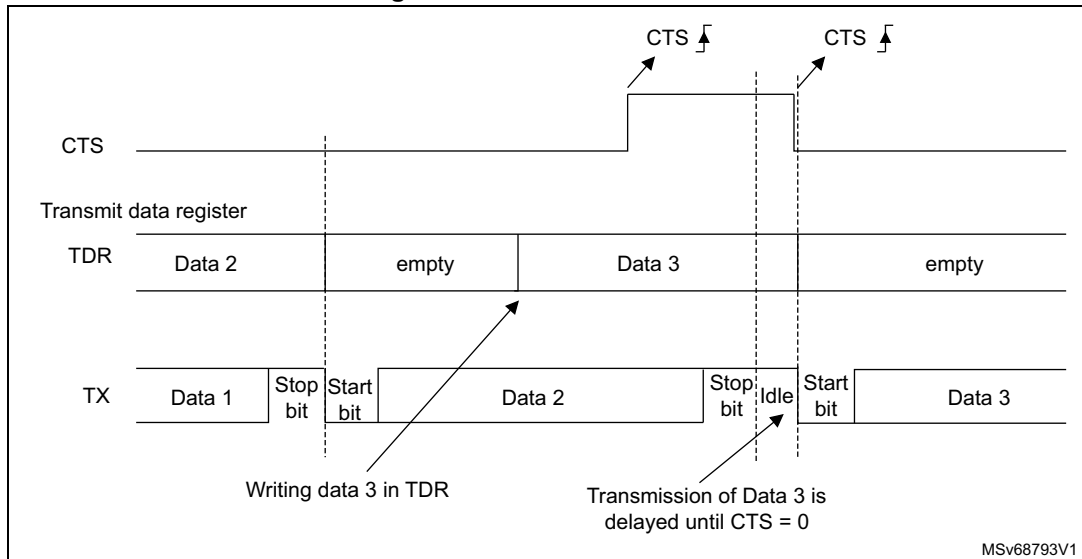 CTS CTS
CTS
Transmit data register
TDR Data 2 empty Data 3 empty
TX Data 1 Stop bit Start bit Data 2 Stop bit Idle Start bit Data 3
Writing data 3 in TDR
Transmission of Data 3 is
delayed until CTS = 0
MSv68793V1